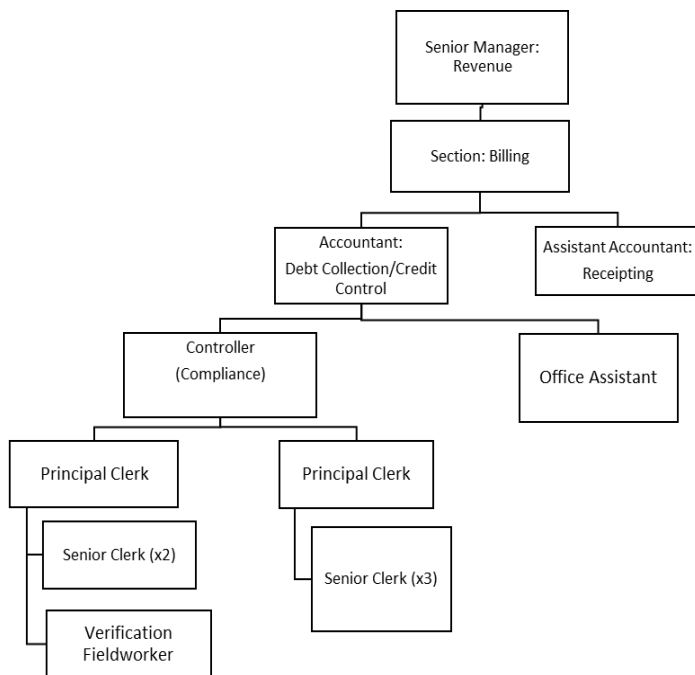 Senior Manager:
Revenue
Section: Billing
Accountant:
Debt Collection/Credit
Control
Assistant Accountant:
Receipting
Controller
(Compliance)
Office Assistant
Principal Clerk
Principal Clerk
Senior Clerk (x2)
Senior Clerk (x3)
Verification
Fieldworker